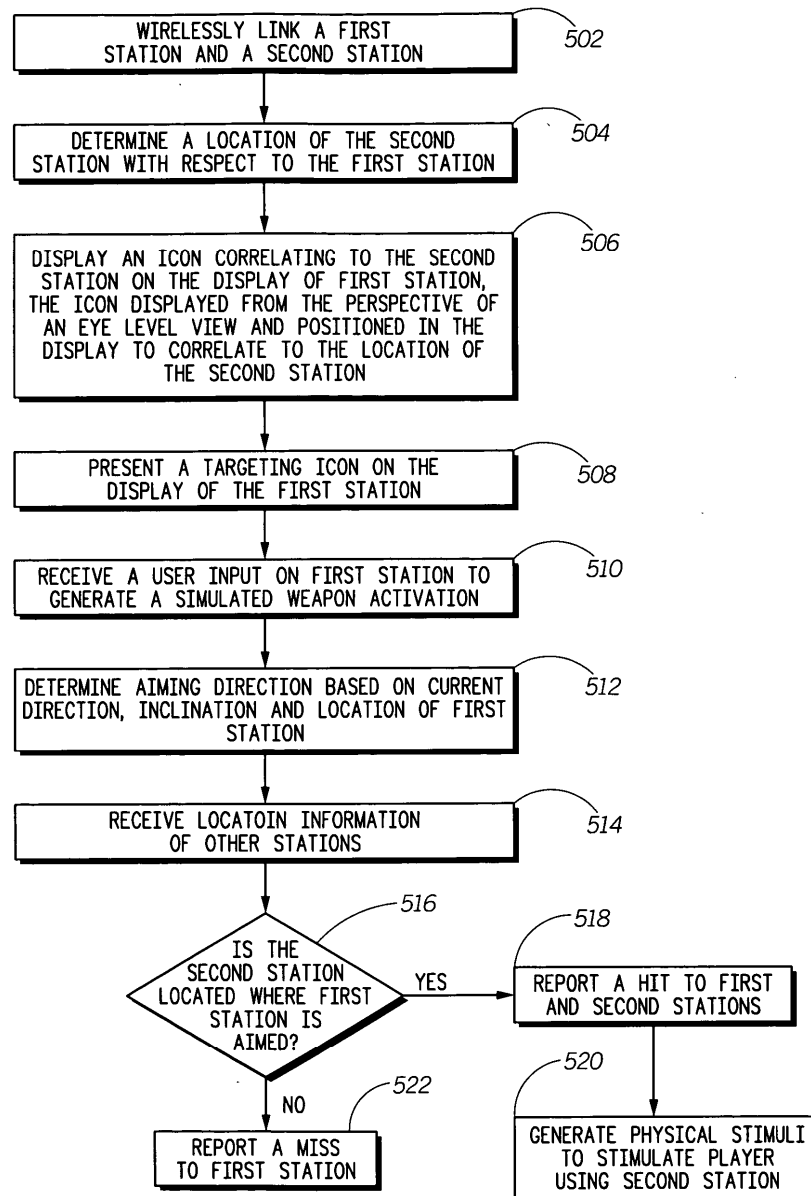 WIRELESSLY LINK A FIRST
STATION AND A SECOND STATION
502
DETERMINE A LOCATION OF THE SECOND
STATION WITH RESPECT TO THE FIRST STATION
504
DISPLAY AN ICON CORRELATING TO THE SECOND
STATION ON THE DISPLAY OF FIRST STATION,
THE ICON DISPLAYED FROM THE PERSPECTIVE OF
AN EYE LEVEL VIEW AND POSITIONED IN THE
DISPLAY TO CORRELATE TO THE LOCATION OF
THE SECOND STATION
506
PRESENT A TARGETING ICON ON THE
DISPLAY OF THE FIRST STATION
508
RECEIVE A USER INPUT ON FIRST STATION TO
GENERATE A SIMULATED WEAPON ACTIVATION
510
DETERMINE AIMING DIRECTION BASED ON CURRENT
DIRECTION, INCLINATION AND LOCATION OF FIRST
STATION
512
RECEIVE LOCATOIN INFORMATION
OF OTHER STATIONS
514
IS THE
SECOND STATION
LOCATED WHERE FIRST
STATION IS
AIMED?
516
YES
REPORT A HIT TO FIRST
AND SECOND STATIONS
518
NO
REPORT A MISS
TO FIRST STATION
522
GENERATE PHYSICAL STIMULI
TO STIMULATE PLAYER
USING SECOND STATION
520